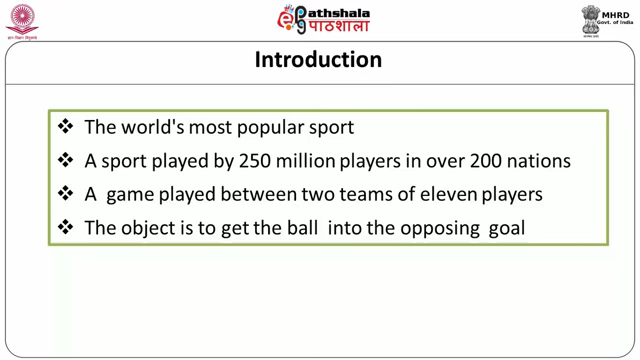 Pathshala
पाठशाला
MHRD
Govt. of India
Introduction
The world's most popular sport
A sport played by 250 million players in over 200 nations
A game played between two teams of eleven players
The object is to get the ball into the opposing goal